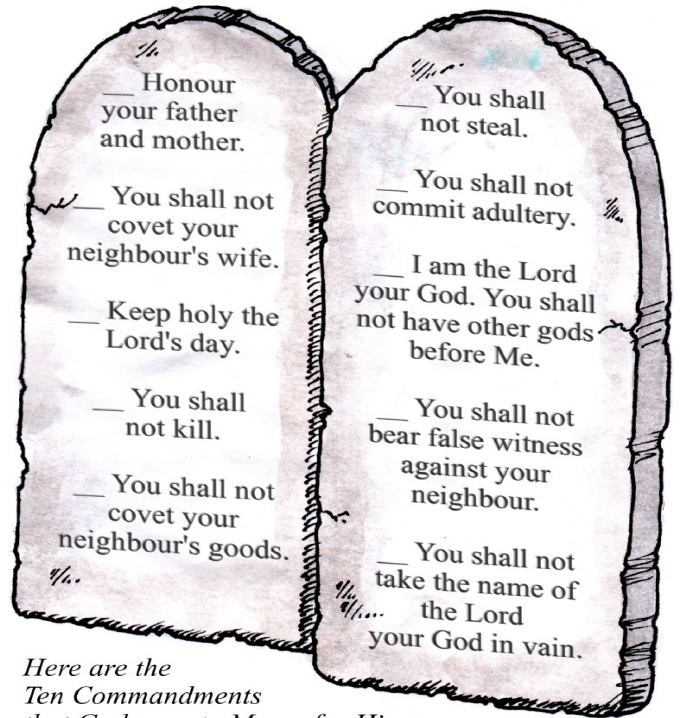 __ Honour
your father
and mother.
__ You shall not
covet your
neighbour's wife.
__ Keep holy the
Lord's day.
__ You shall
not kill.
__ You shall not
covet your
neighbour's goods.
__ You shall
not steal.
__ You shall not
commit adultery.
__ I am the Lord
your God. You shall
not have other gods
before Me.
__ You shall not
bear false witness
against your
neighbour.
__ You shall not
take the name of
the Lord
your God in vain.
Here are the
Ten Commandments